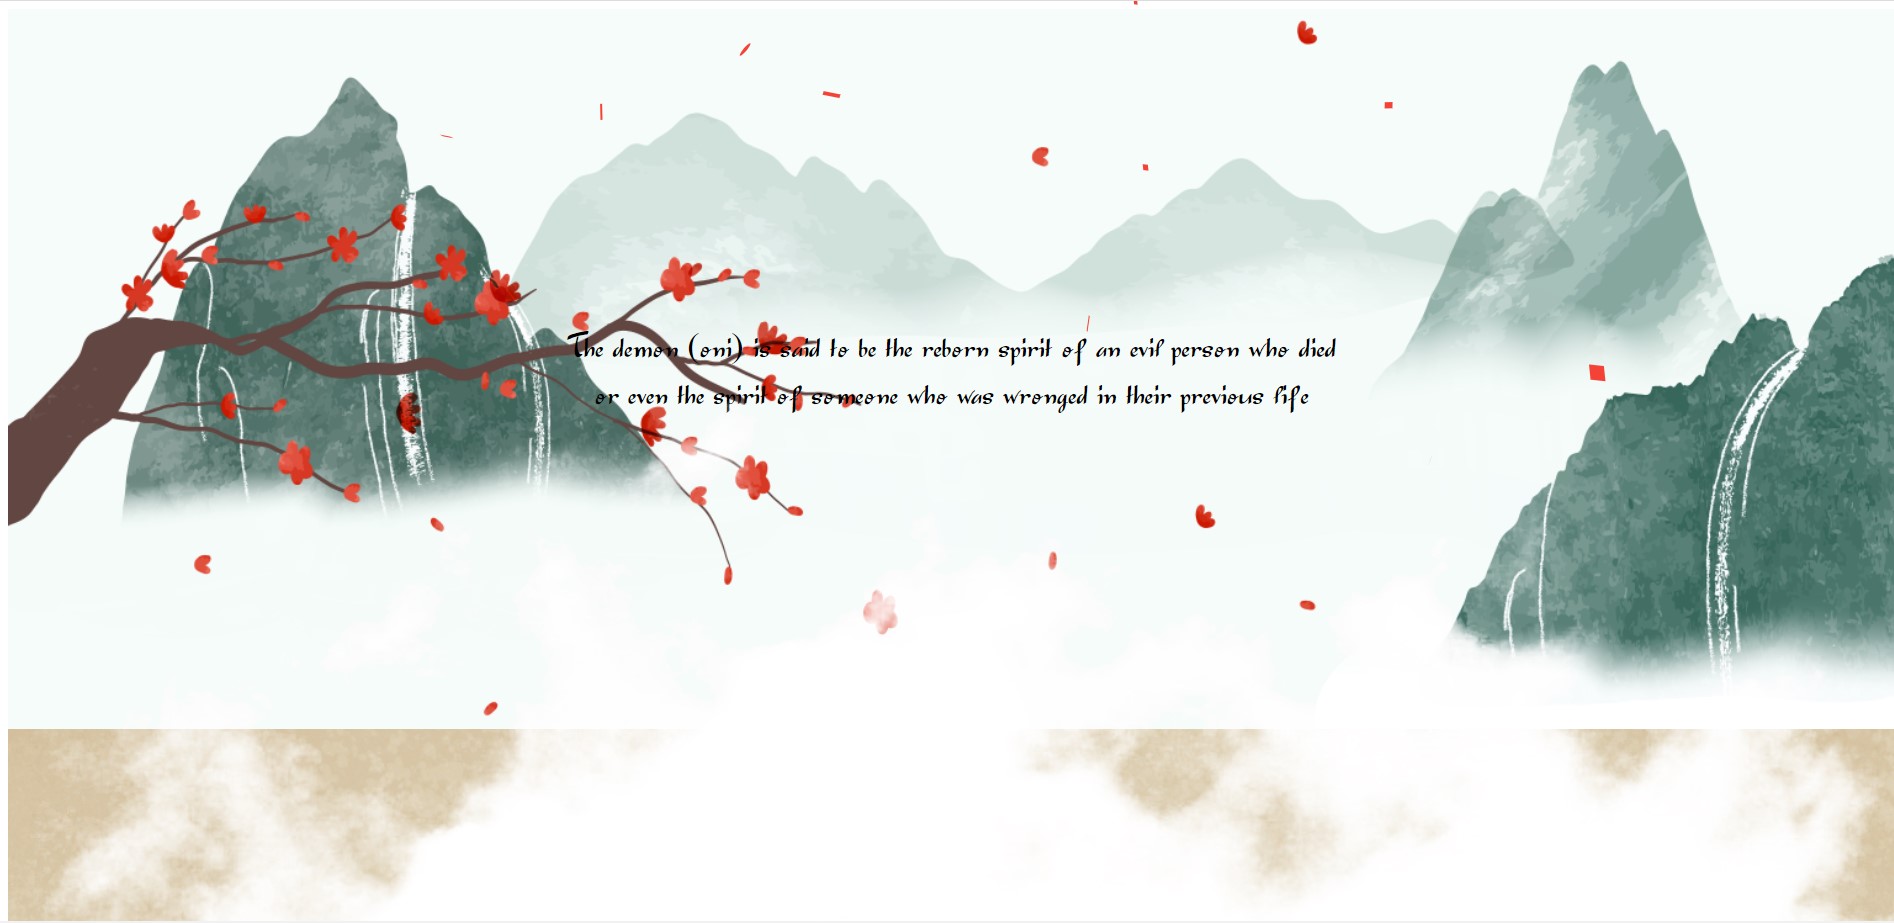 The demon (oni) is said to be the reborn spirit of an evil person who died
or even the spirit of someone who was wronged in their previous life